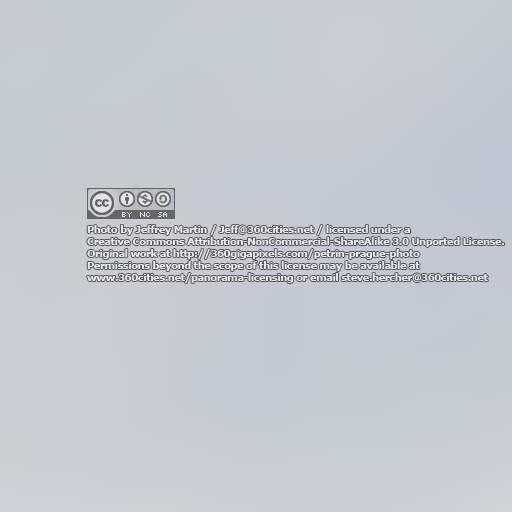 cc
BY NC SA
Photo by Jeffrey Martin / Jeff@360cities.net / licensed under a
Creative Commons Attribution-NonCommercial-ShareAlike 3.0 Unported License.
Original work at http://360gigapixels.com/petrin-prague-photo
Permissions beyond the scope of this license may be available at
www.360cities.net/panorama-licensing or email steve.hercher@360cities.net